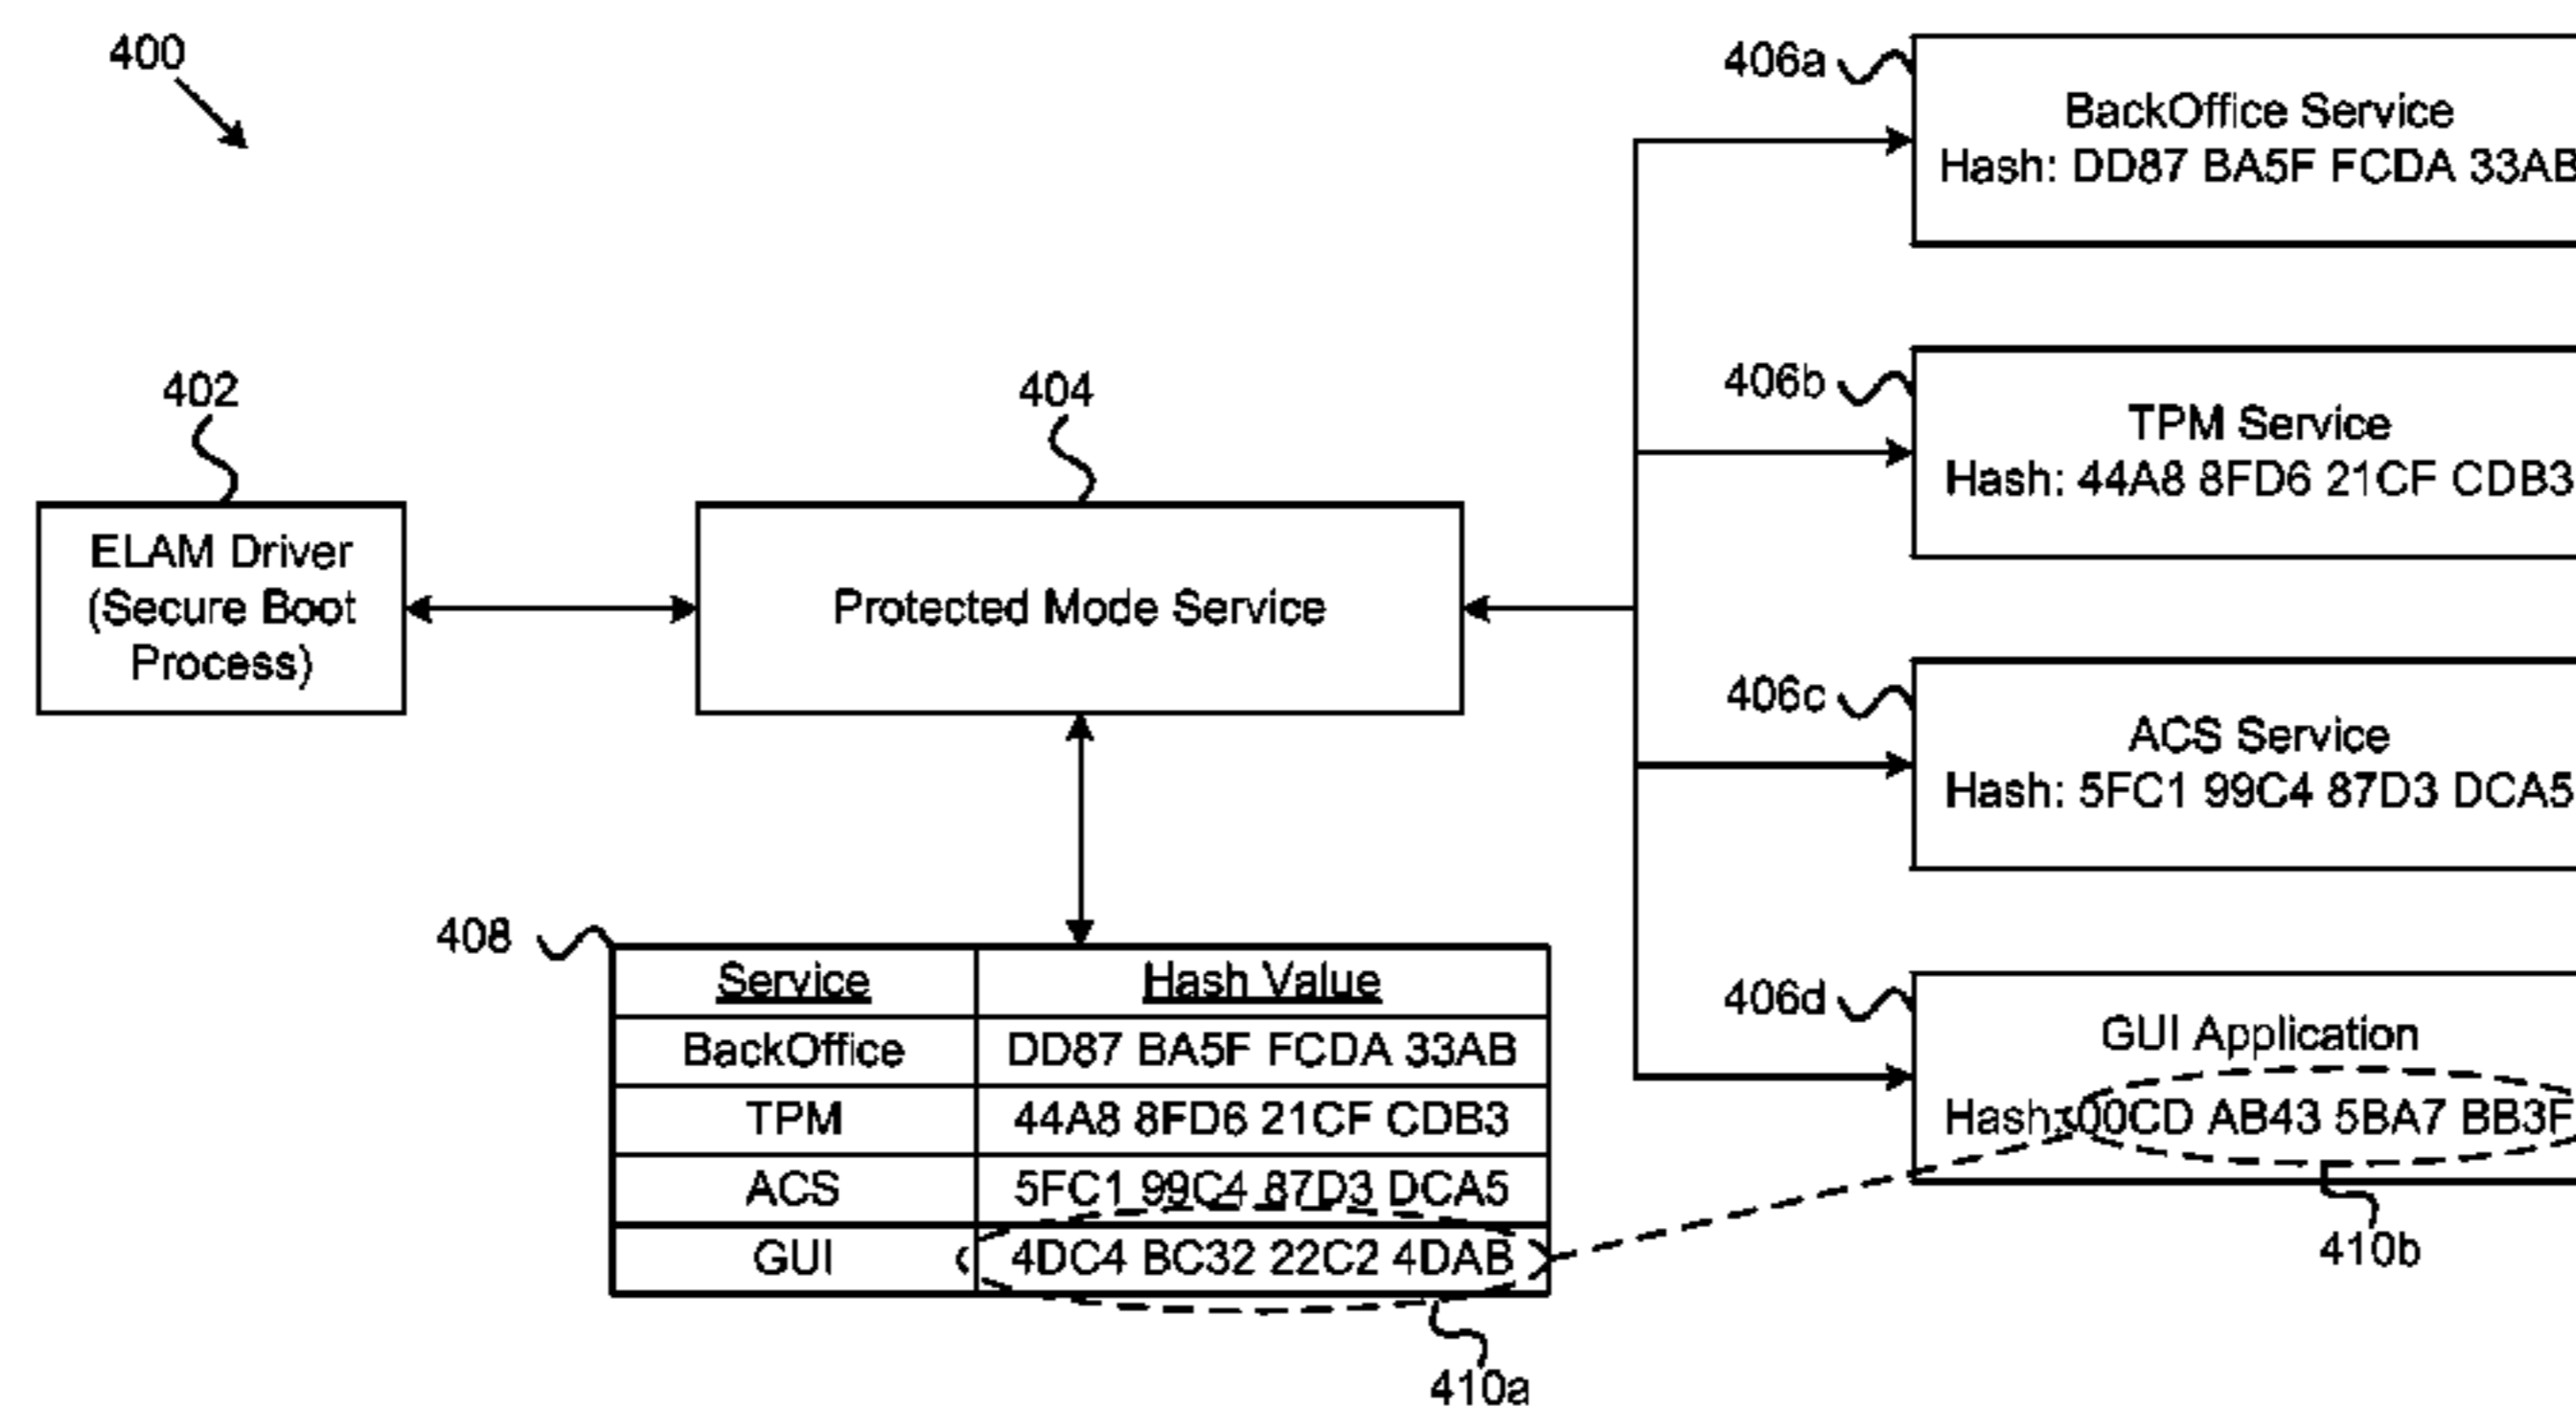 400
406a
BackOffice Service
Hash: DD87 BA5F FCDA 33AB
402
404
406b
TPM Service
Hash: 44A8 8FD6 21CF CDB3
ELAM Driver
(Secure Boot
Process)
Protected Mode Service
406c
ACS Service
Hash: 5FC1 99C4 87D3 DCA5
408
Service Hash Value
BackOffice DD87 BA5F FCDA 33AB
TPM 44A8 8FD6 21CF CDB3
ACS 5FC1 99C4 87D3 DCA5
GUI 4DC4 BC32 22C2 4DAB
410a
406d
GUI Application
Hash: 00CD AB43 5BA7 BB3F
410b